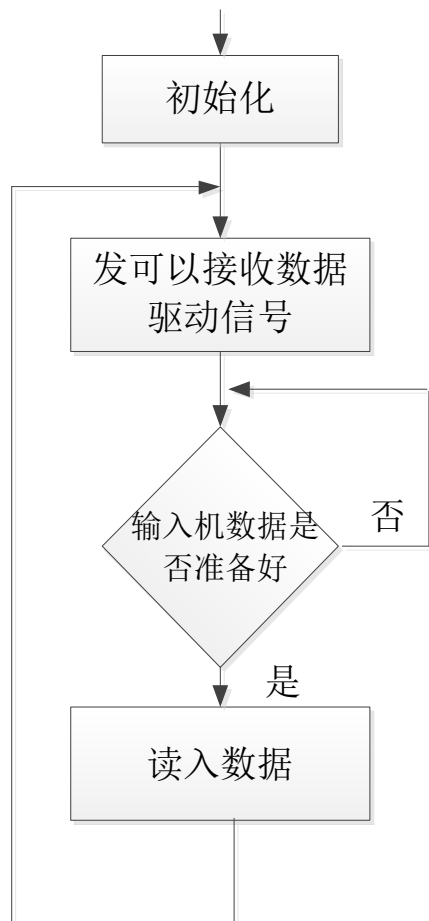 初始化
发可以接收数据
驱动信号
输入机数据是
否准备好
否
是
读入数据